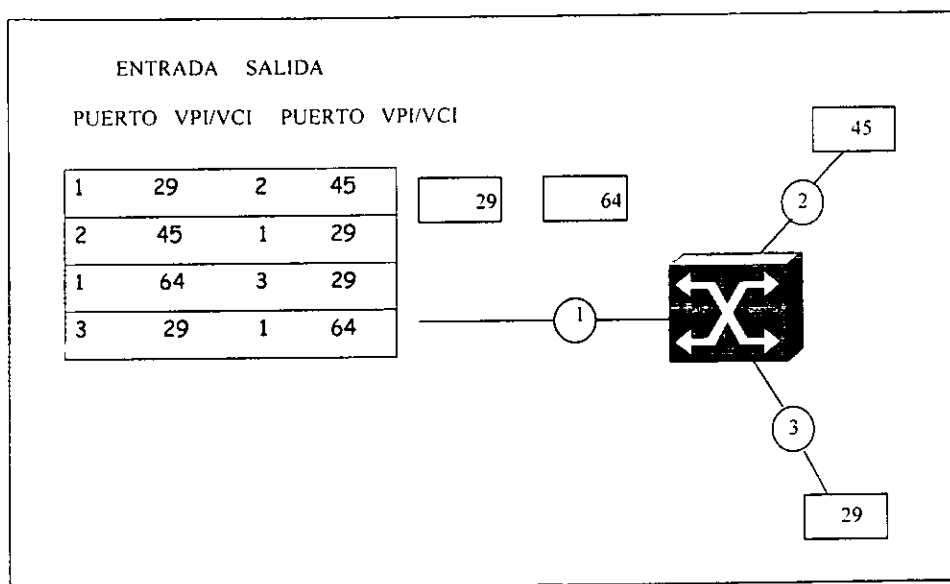 ENTRADA SALIDA
PUERTO VPI/VCI PUERTO VPI/VCI
45
1 29 2 45
29 64
2
2 45 1 29
1 64 3 29
1
3 29 1 64
3
29